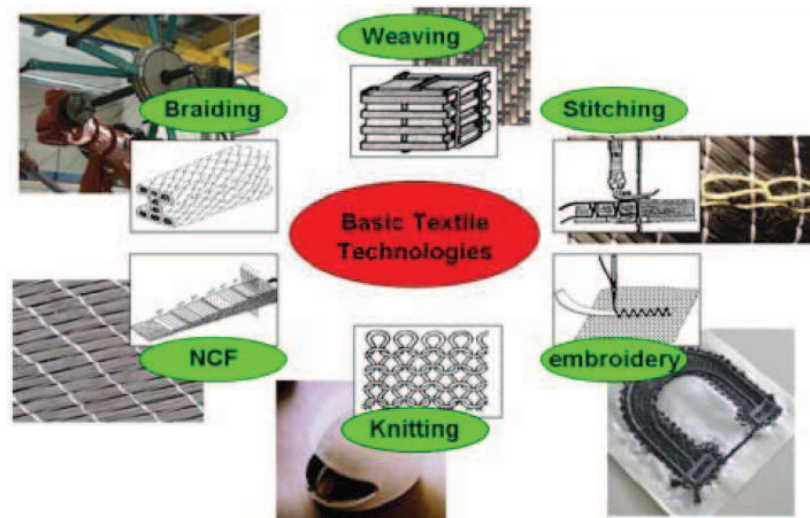 Weaving
Braiding
Stitching
Basic Textile
Technologies
NCF
embroidery
Knitting